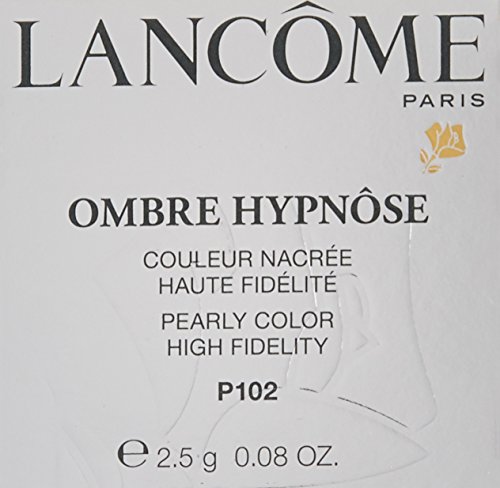 LANCÔME
PARIS
OMBRE HYPNÔSE
COULEUR NACRÉE
HAUTE FIDÉLITÉ
PEARLY COLOR
HIGH FIDELITY
P102
℮ 2.5 g 0.08 OZ.